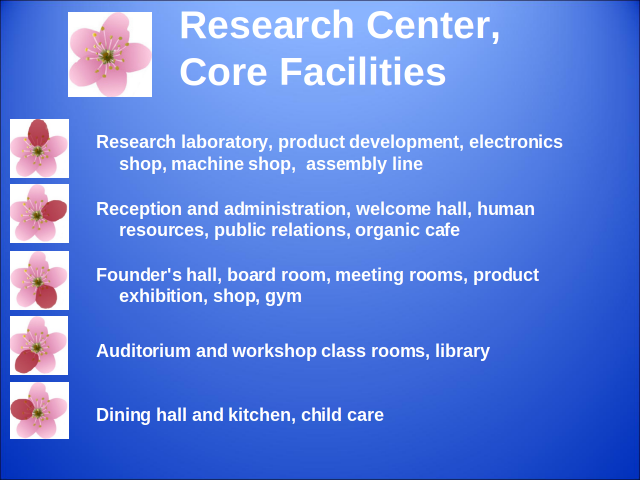 Research Center,
Core Facilities
Research laboratory, product development, electronics
shop, machine shop,  assembly line
Reception and administration, welcome hall, human
resources, public relations, organic cafe
Founder's hall, board room, meeting rooms, product
exhibition, shop, gym
Auditorium and workshop class rooms, library
Dining hall and kitchen, child care